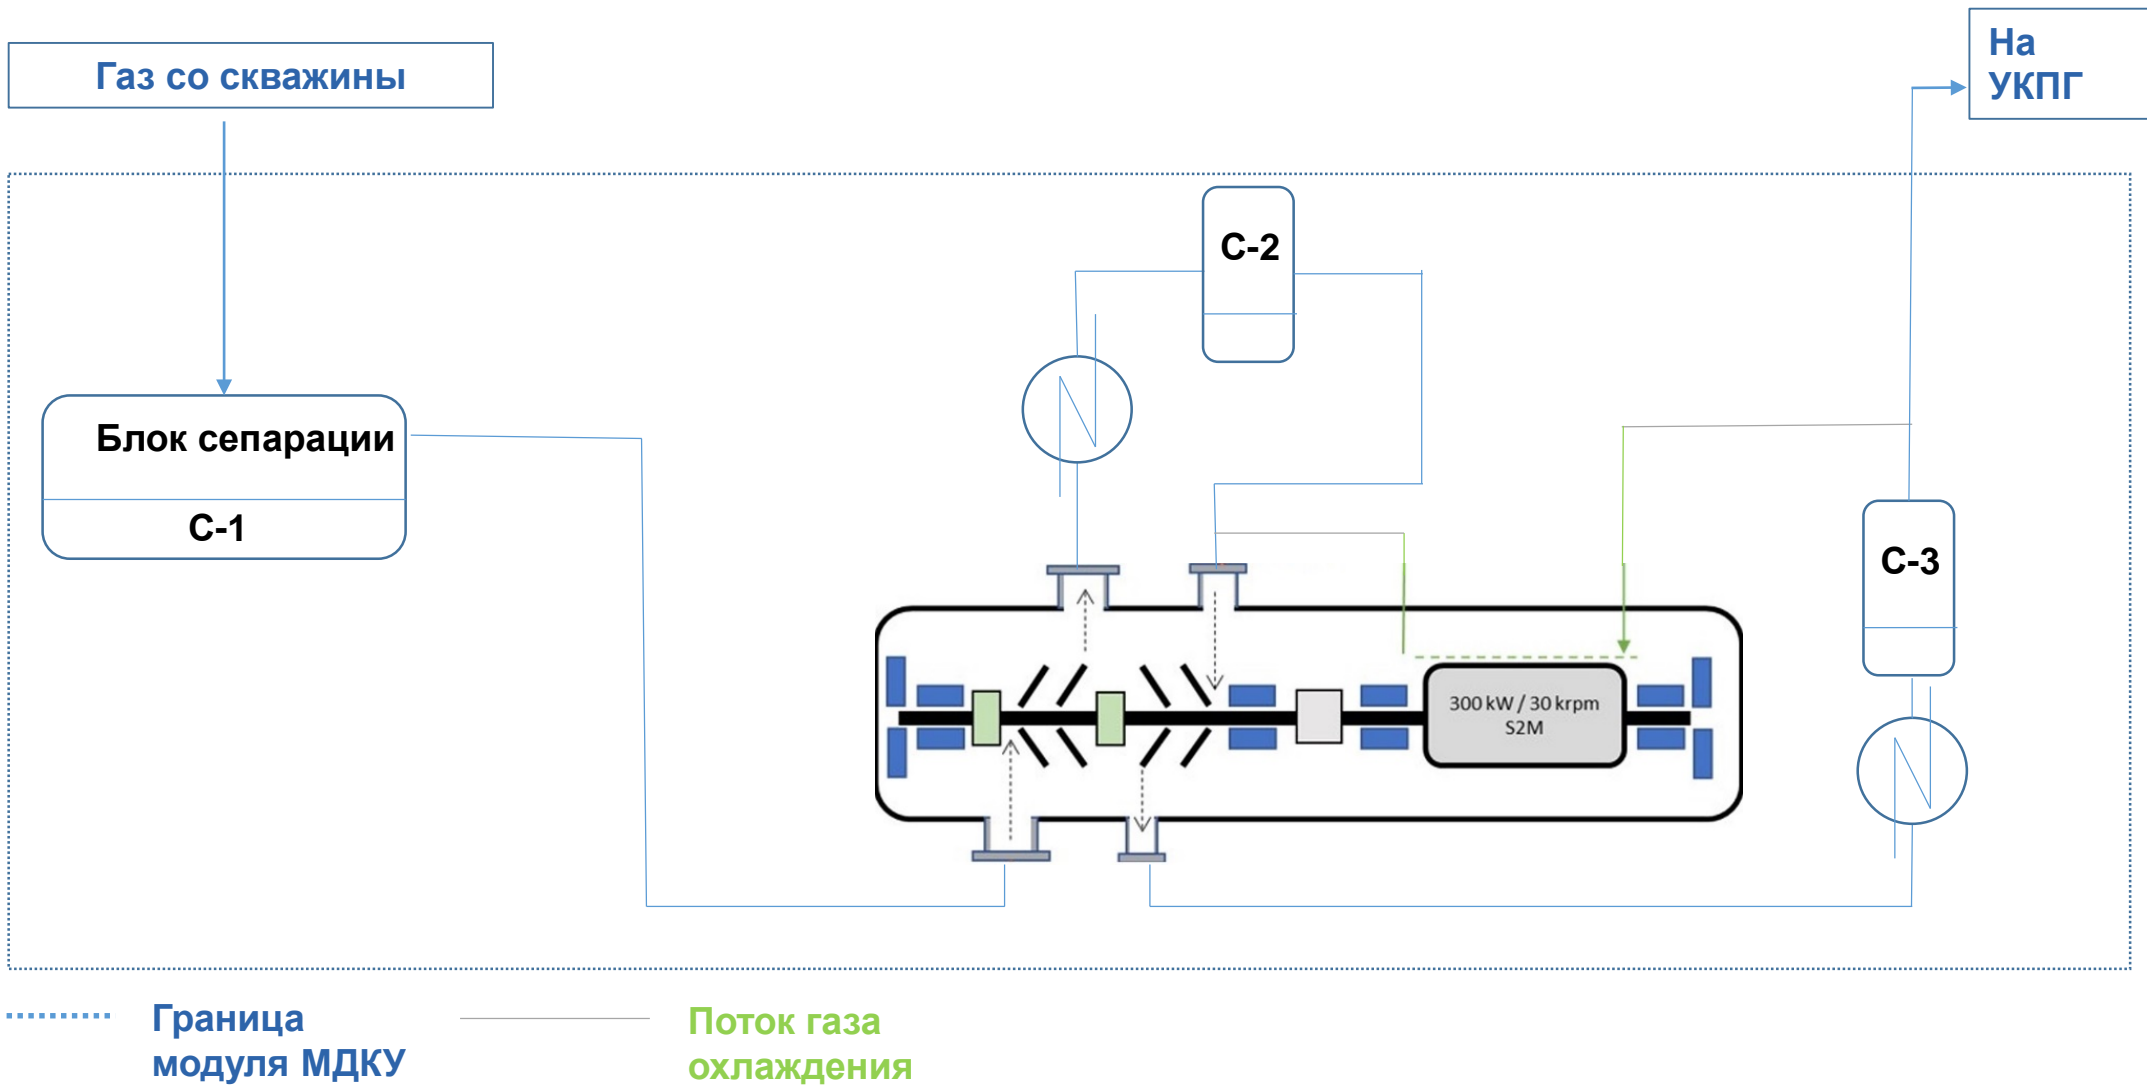 Газ со скважины
На
УКПГ
С-2
Блок сепарации
С-1
С-3
300 kW / 30 krpm
S2M
Граница
модуля МДКУ
Поток газа
охлаждения